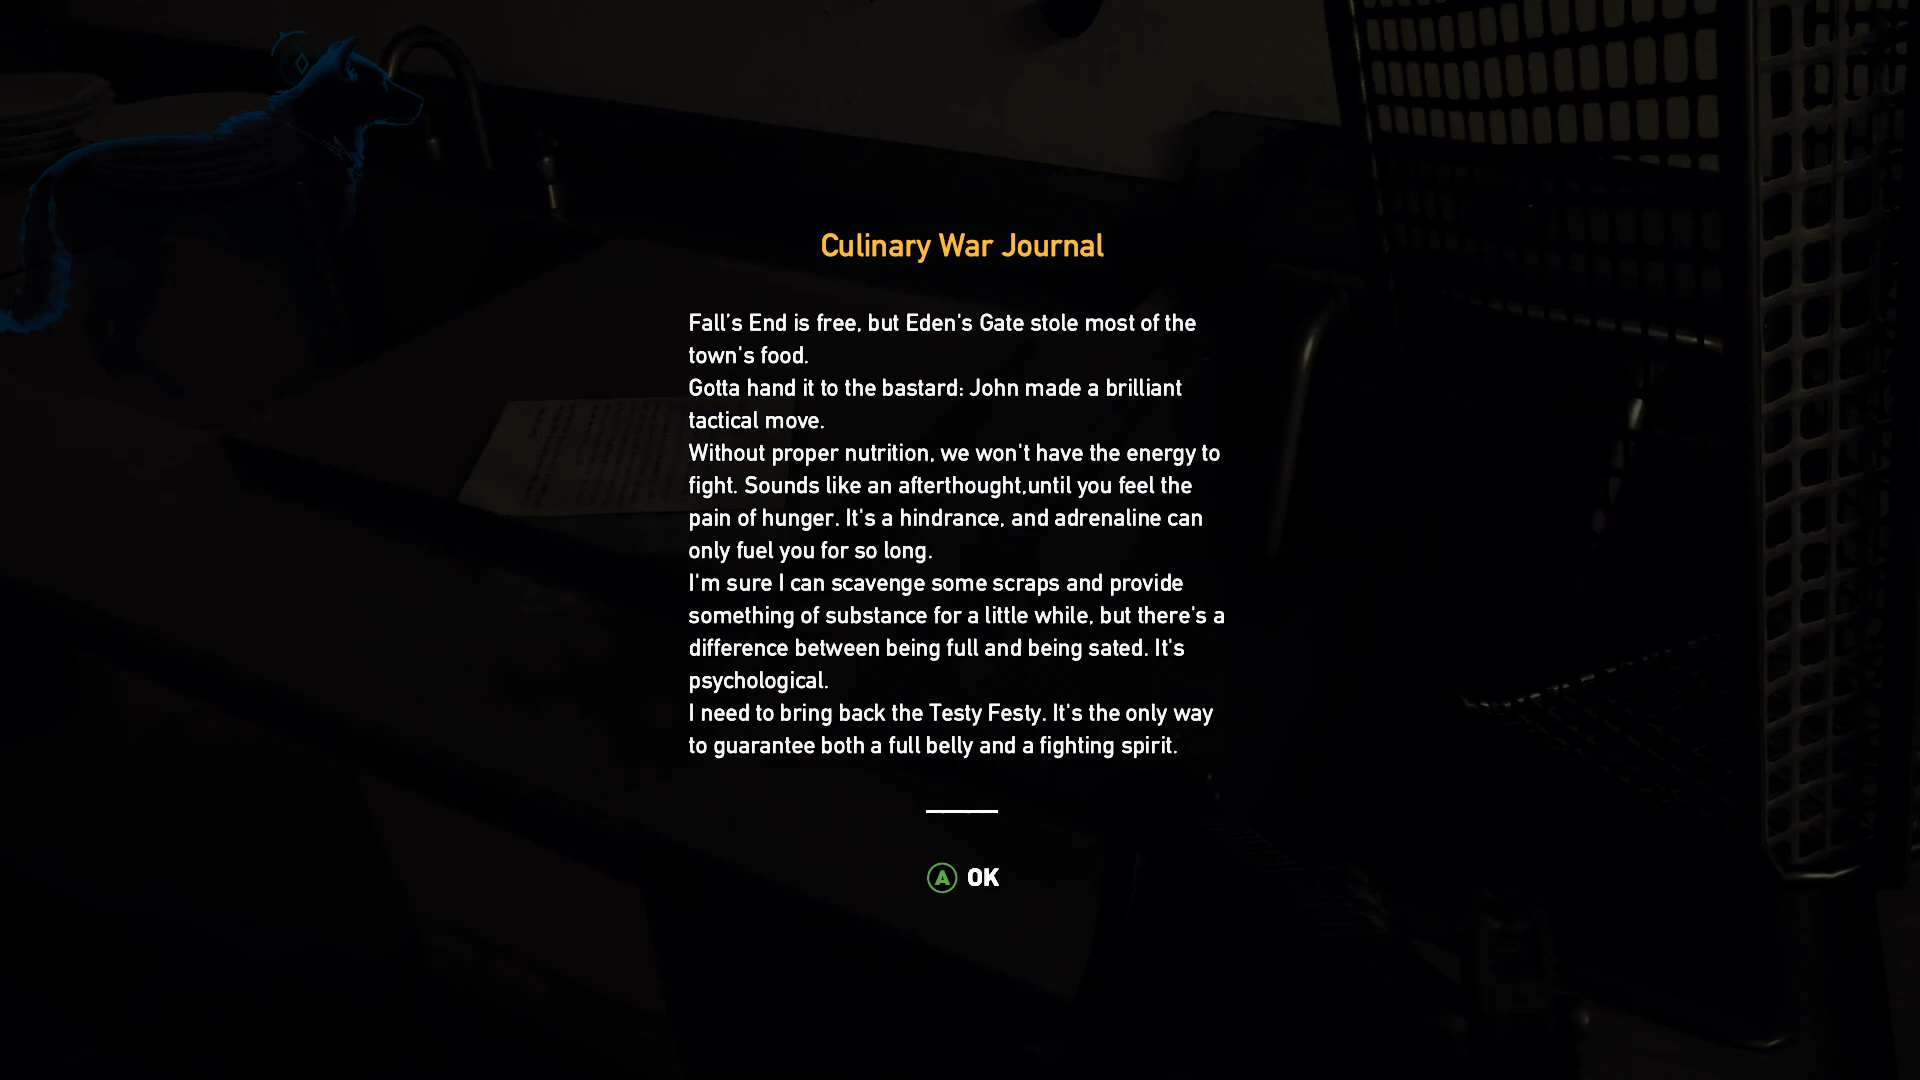 Culinary War Journal
Fall's End is free, but Eden's Gate stole most of the
town's food.
Gotta hand it to the bastard: John made a brilliant
tactical move.
Without proper nutrition, we won't have the energy to
fight. Sounds like an afterthought,until you feel the
pain of hunger. It's a hindrance, and adrenaline can
only fuel you for so long.
I'm sure I can scavenge some scraps and provide
something of substance for a little while, but there's a
difference between being full and being sated. It's
psychological.
I need to bring back the Testy Festy. It's the only way
to guarantee both a full belly and a fighting spirit.
A OK